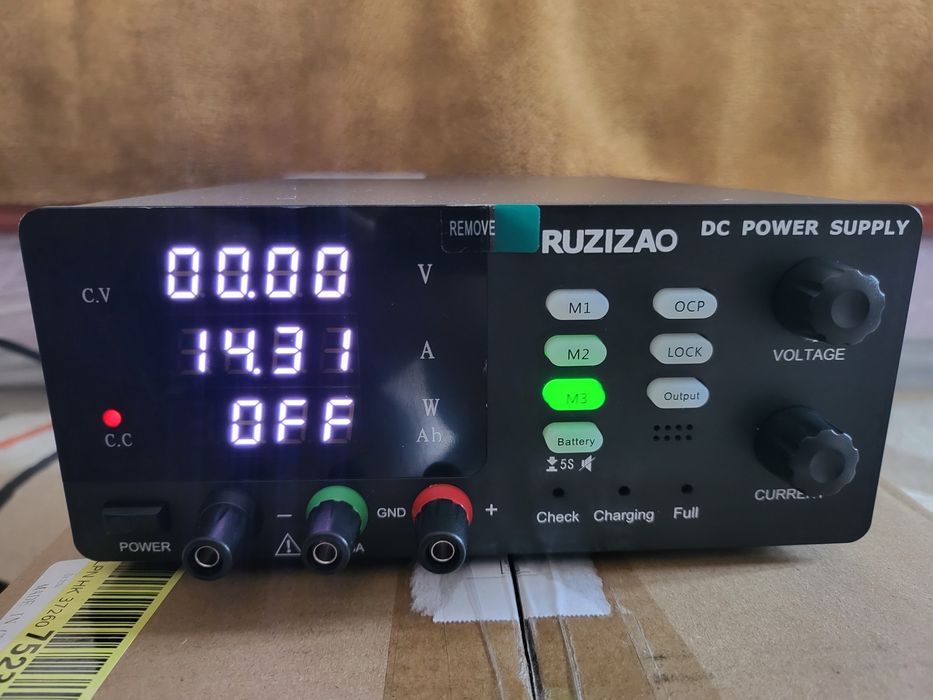 REMOVE
RUZIZAO
DC POWER SUPPLY
C.V
00.00
V
14.31
A
OFF
W
Ah
C.C
M1
OCP
M2
LOCK
M3
Output
Battery
5S
VOLTAGE
CURRENT
Check
Charging
Full
POWER
−
GND
+